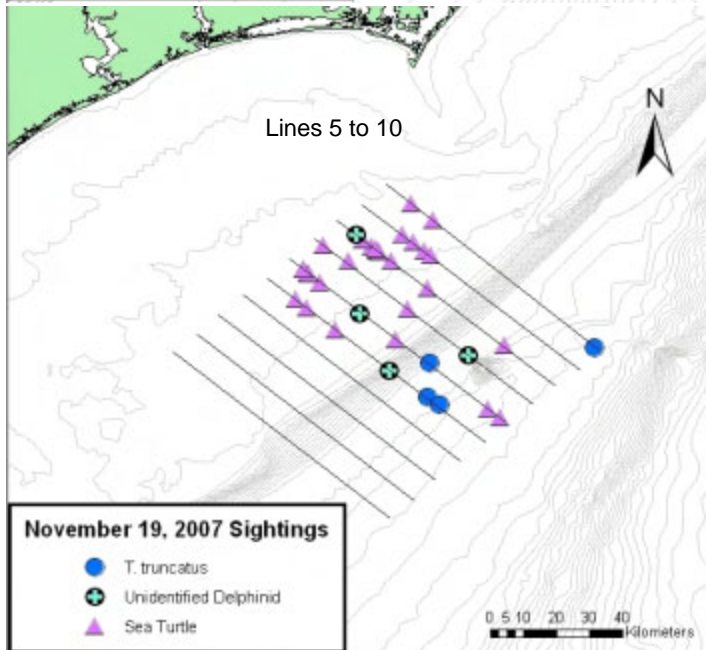 Lines 5 to 10
N
November 19, 2007 Sightings
T. truncatus
Unidentified Delphinid
Sea Turtle
0 5 10 20 30 40
Kilometers